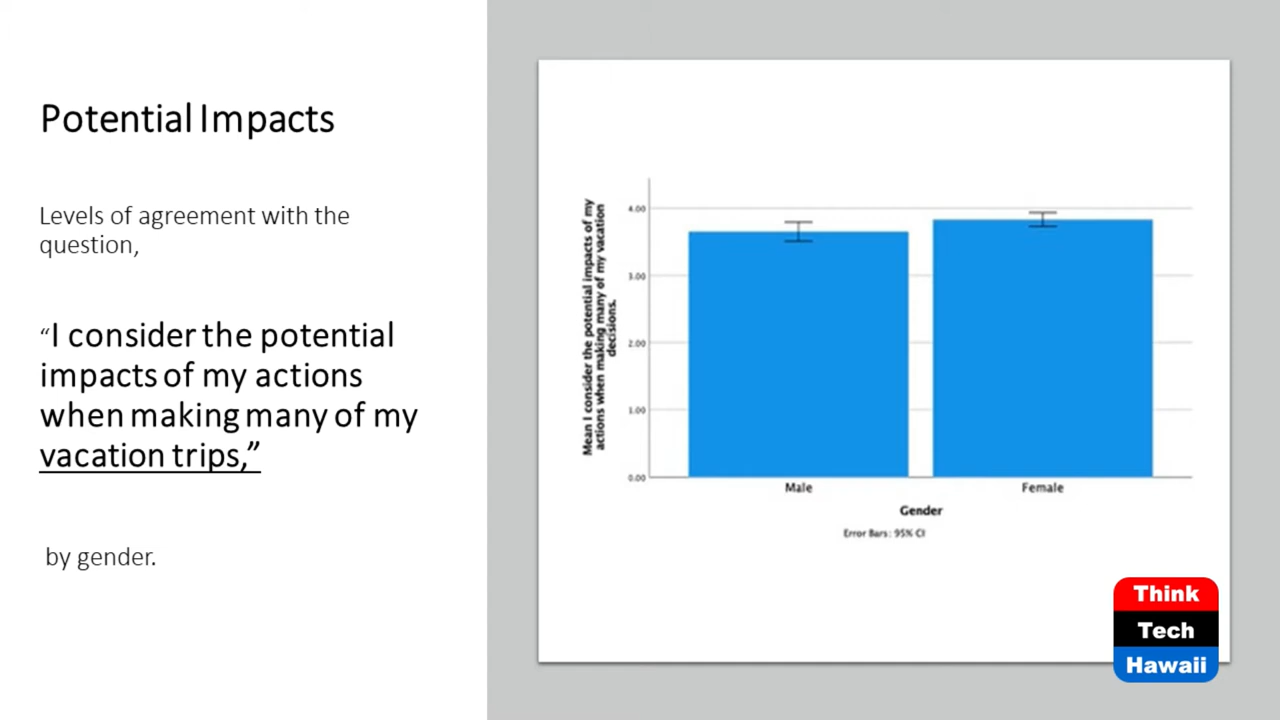 Potential Impacts
Levels of agreement with the
question,
“I consider the potential
impacts of my actions
when making many of my
vacation trips,”
by gender.
Mean I consider the potential impacts of my
actions when making many of my vacation
decisions.
4.00
3.00
2.00
1.00
0.00
Male
Female
Gender
Error Bars: 95% CI
Think
Tech
Hawaii